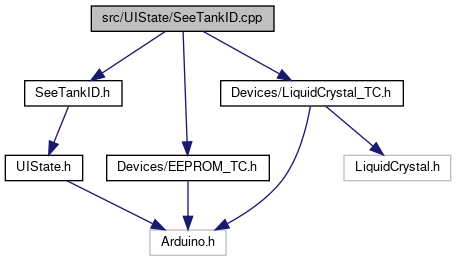 src/UIState/SeeTankID.cpp
SeeTankID.h
Devices/LiquidCrystal_TC.h
UIState.h
Devices/EEPROM_TC.h
LiquidCrystal.h
Arduino.h